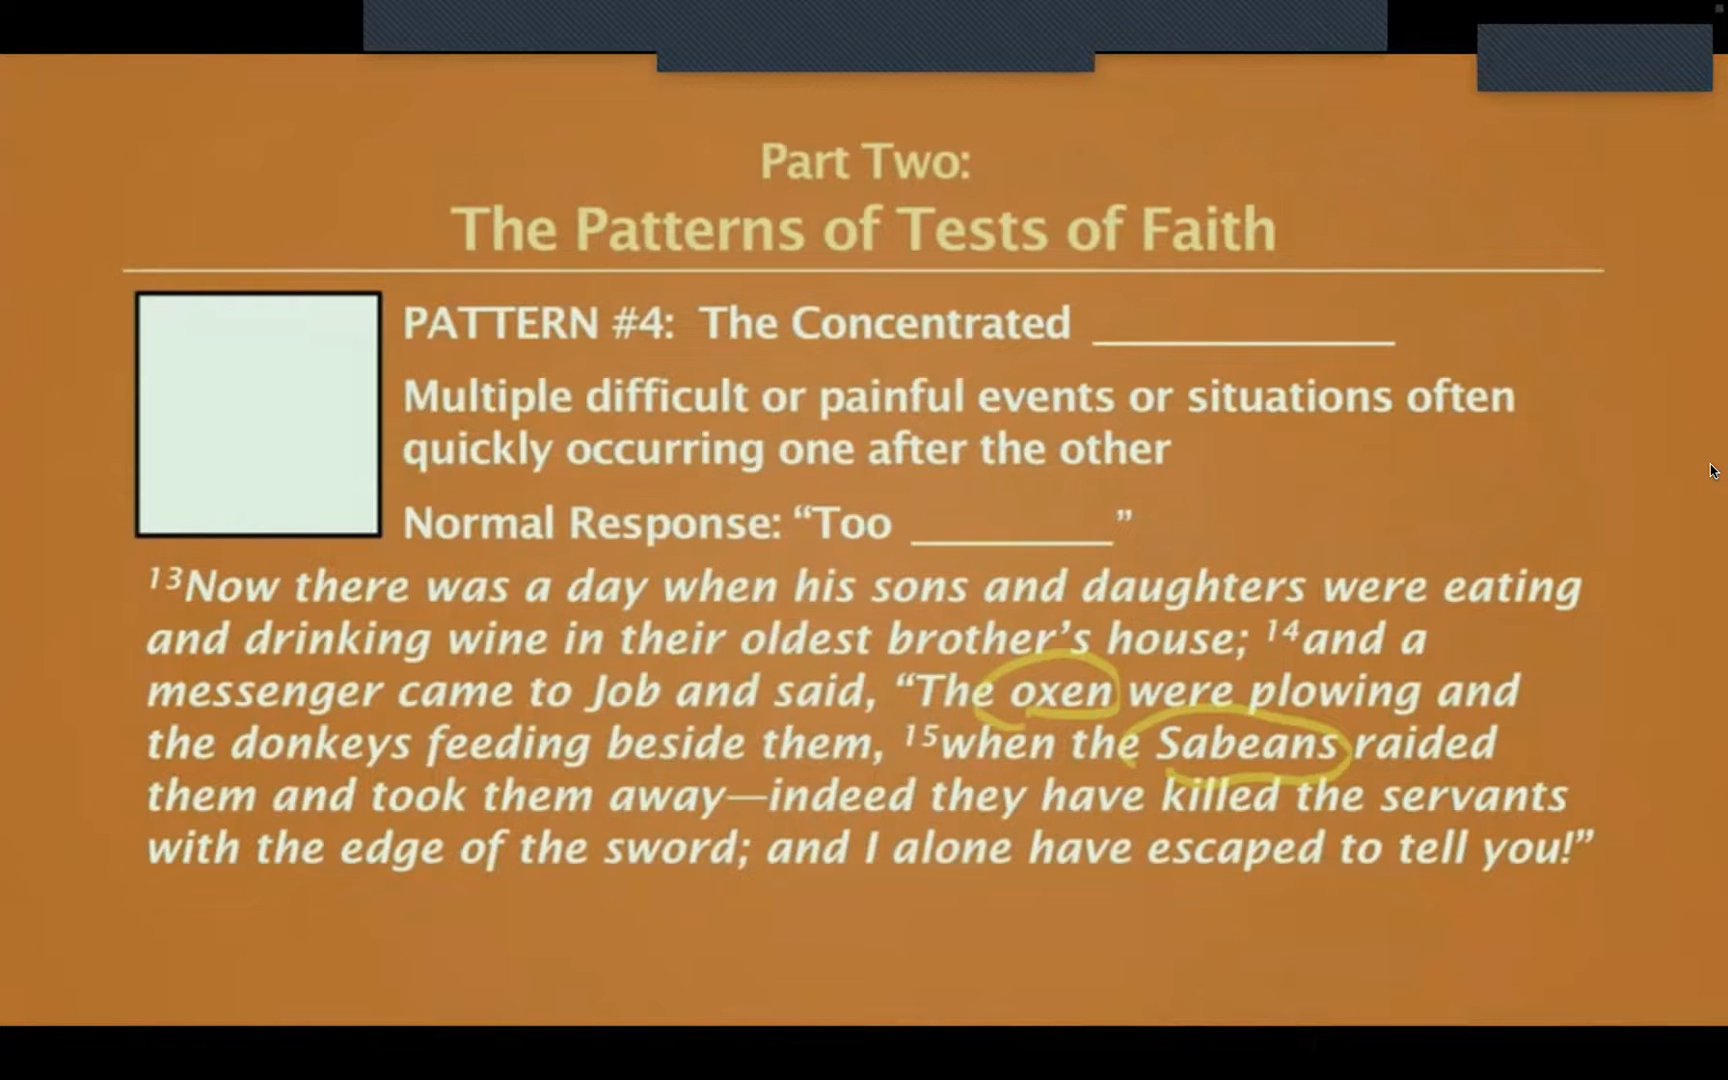 Part Two:
The Patterns of Tests of Faith
PATTERN #4: The Concentrated ____________
Multiple difficult or painful events or situations often
quickly occurring one after the other
Normal Response: “Too ________”
13Now there was a day when his sons and daughters were eating
and drinking wine in their oldest brother’s house; 14and a
messenger came to Job and said, “The oxen were plowing and
the donkeys feeding beside them, 15when the Sabeans raided
them and took them away—indeed they have killed the servants
with the edge of the sword; and I alone have escaped to tell you!”